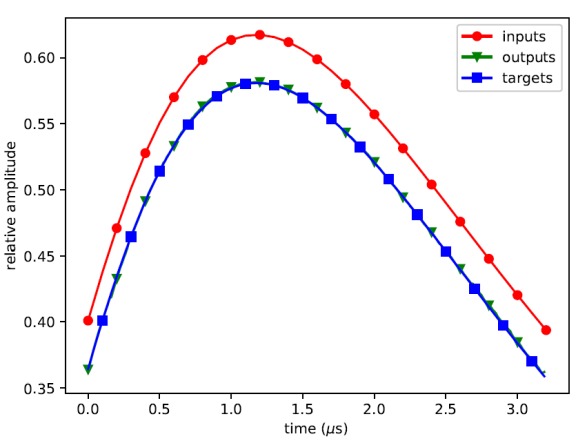 inputs
outputs
targets
relative amplitude
0.60
0.55
0.50
0.45
0.40
0.35
0.0 0.5 1.0 1.5 2.0 2.5 3.0
time (μs)